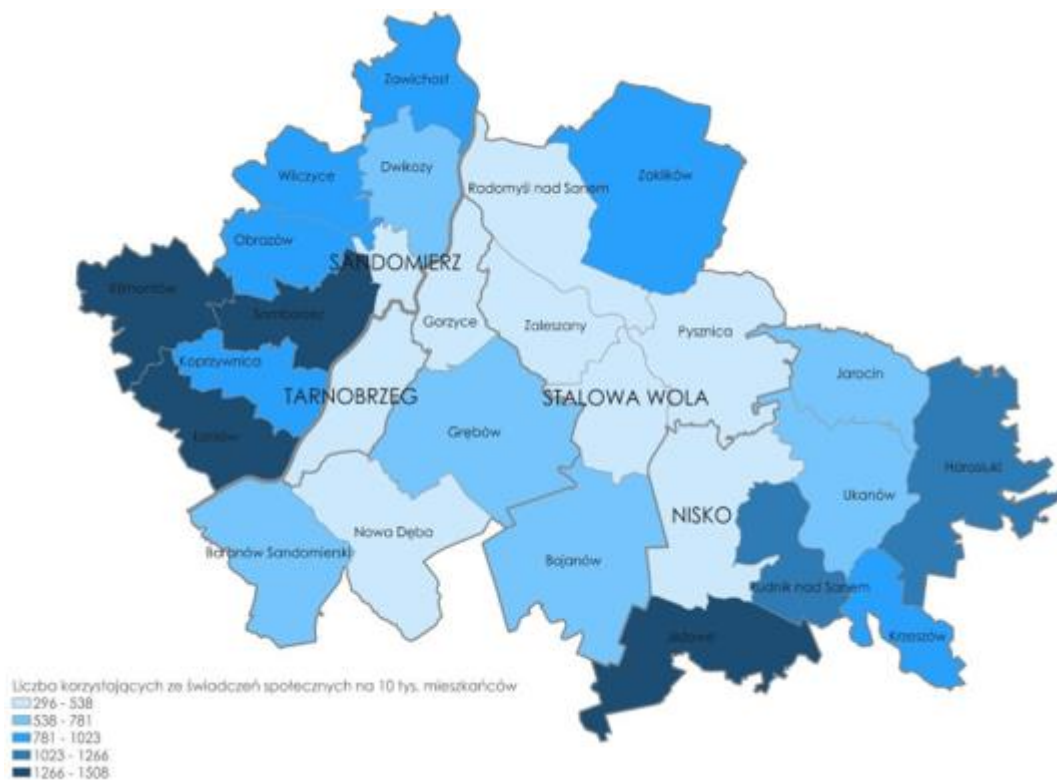 Zawichost
Dwikozy
Wilczyce
Radomyśl nad Sanem
Zaklików
Obrazów
SANDOMIERZ
Klimontów
Samborzec
Gorzyce
Zaleszany
Pysznica
Koprzywnica
Jarocin
TARNOBRZEG
STALOWA WOLA
Łoniów
Grębów
Harasiuki
Ulanów
NISKO
Nowa Dęba
Baranów Sandomierski
Bojanów
Rudnik nad Sanem
Jeżowe
Krzeszów
Liczba korzystających ze świadczeń społecznych na 10 tys. mieszkańców
296 - 538
538 - 781
781 - 1023
1023 - 1266
1266 - 1508